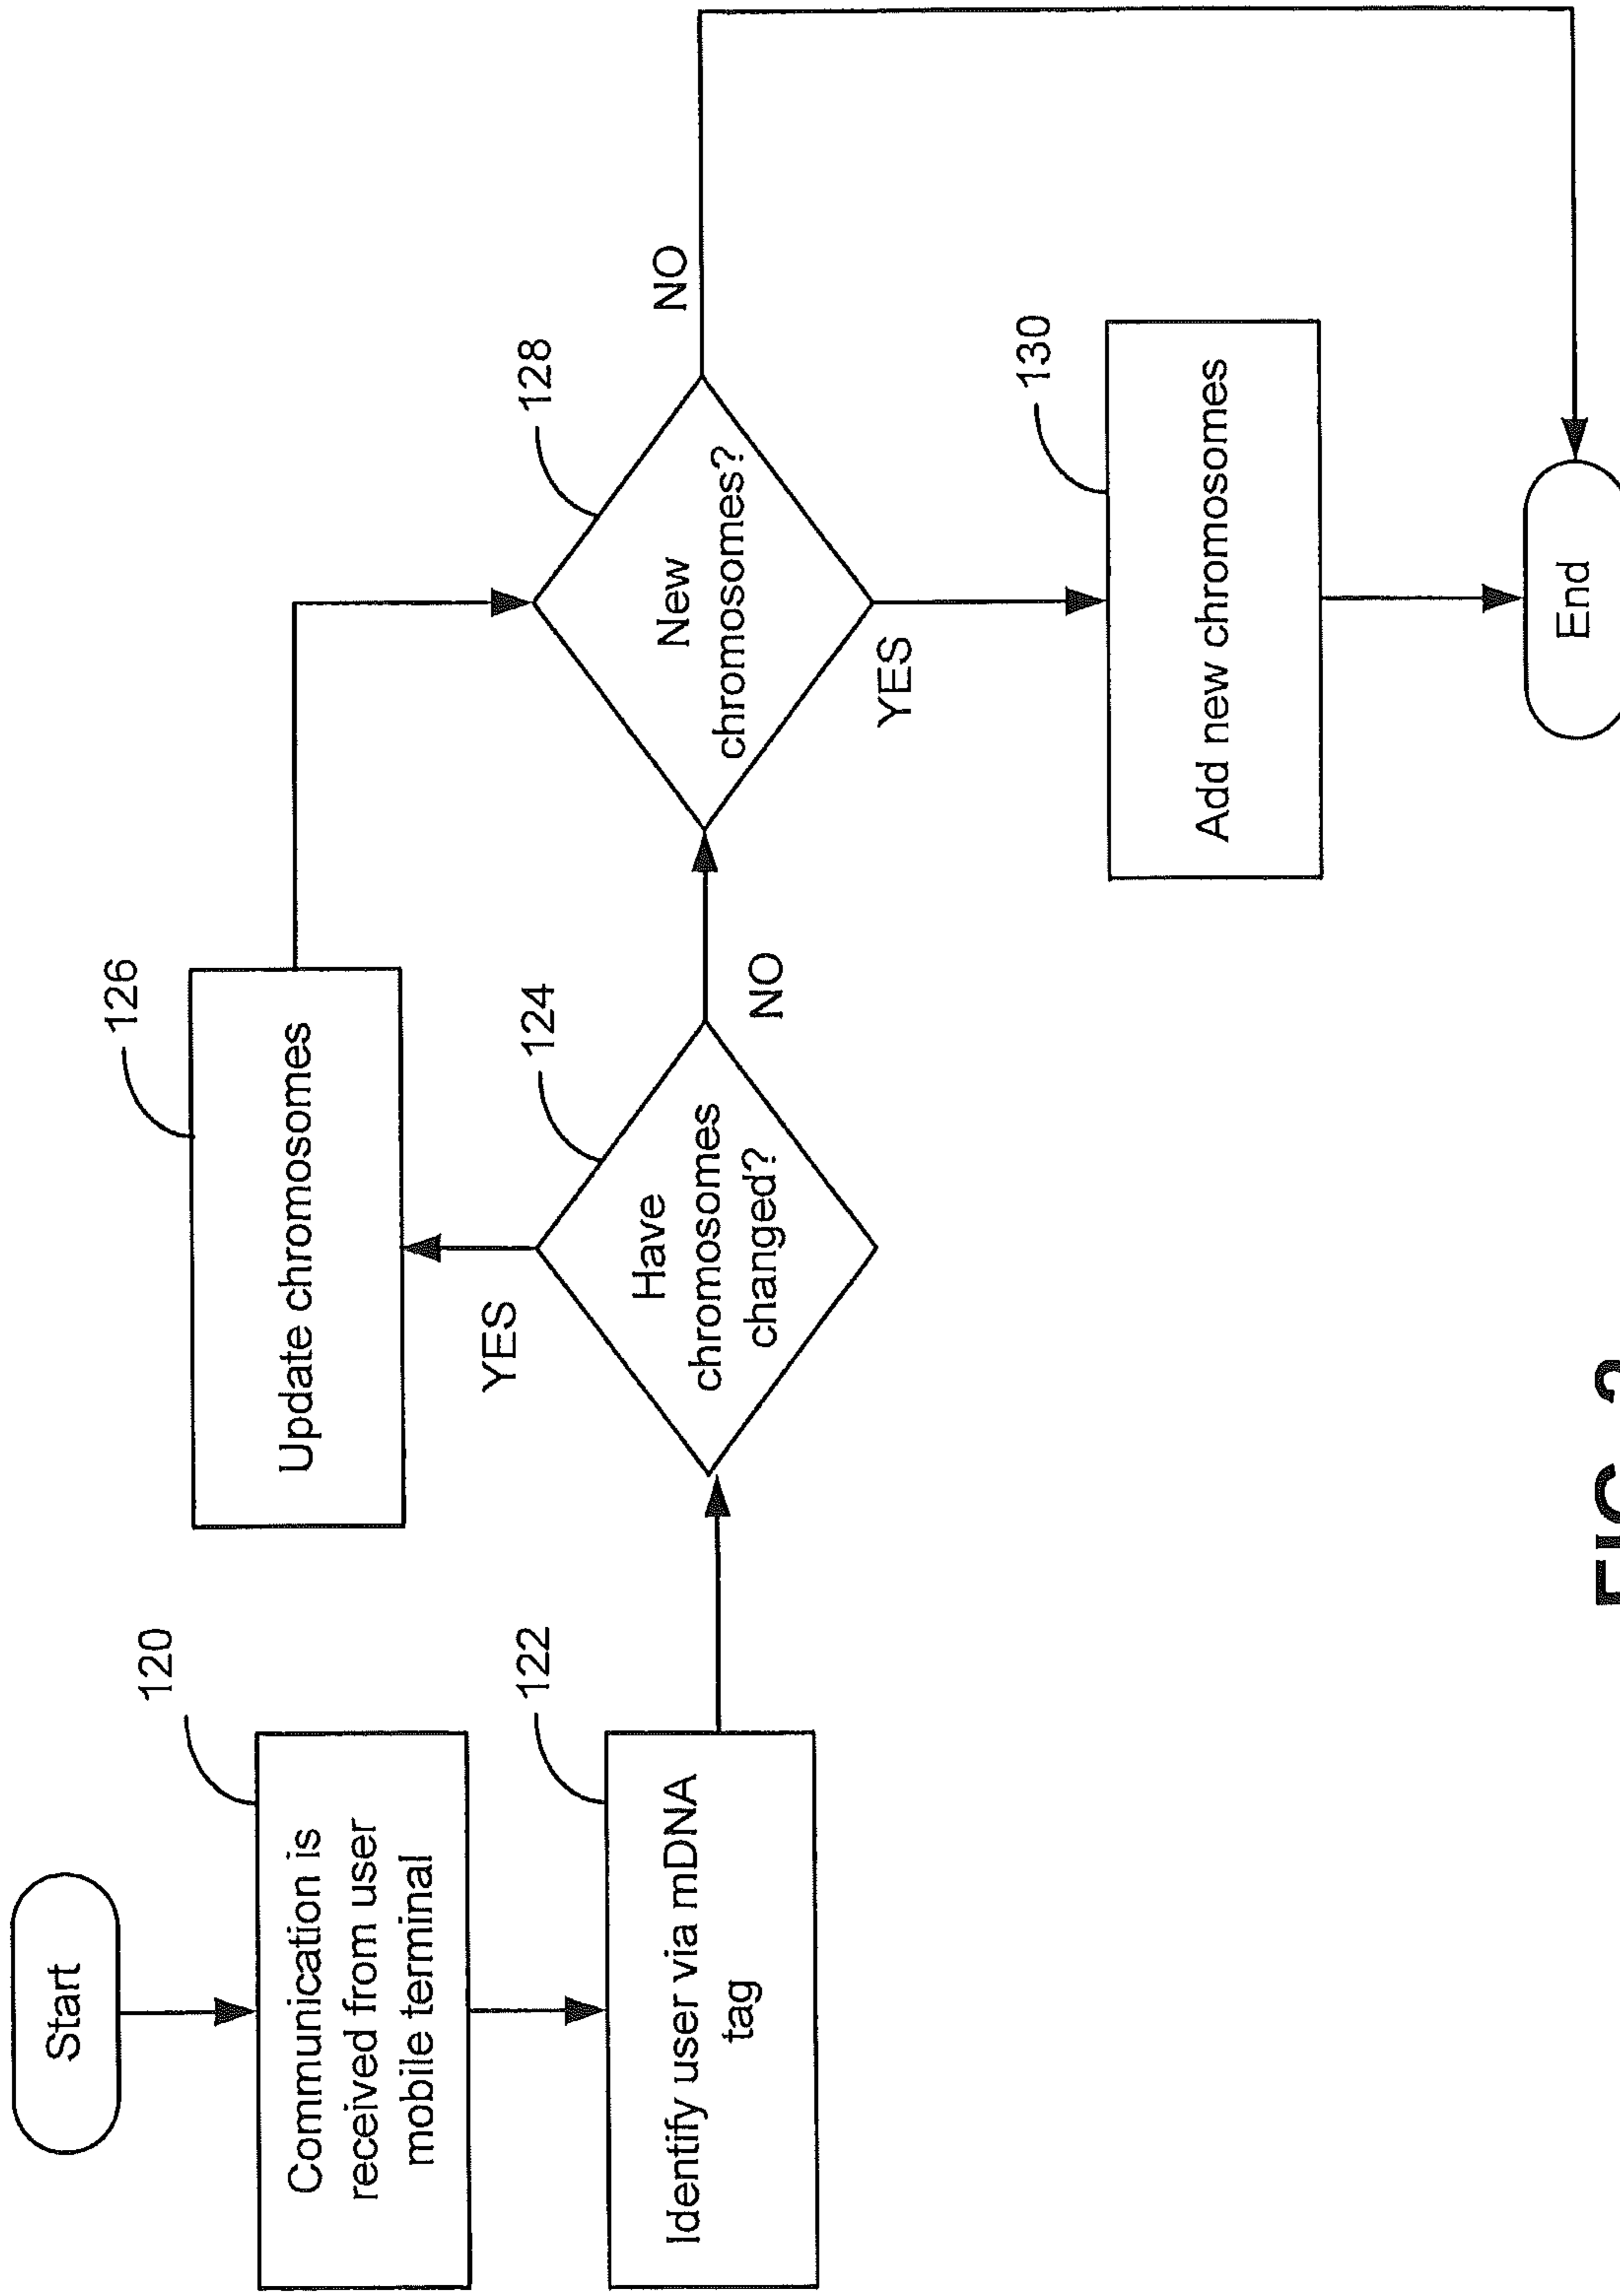 Start
120
Communication is
received from user
mobile terminal
122
Identify user via mDNA
tag
124
Have
chromosomes
changed?
YES
NO
126
Update chromosomes
128
New
chromosomes?
NO
YES
130
Add new chromosomes
End
FIG.